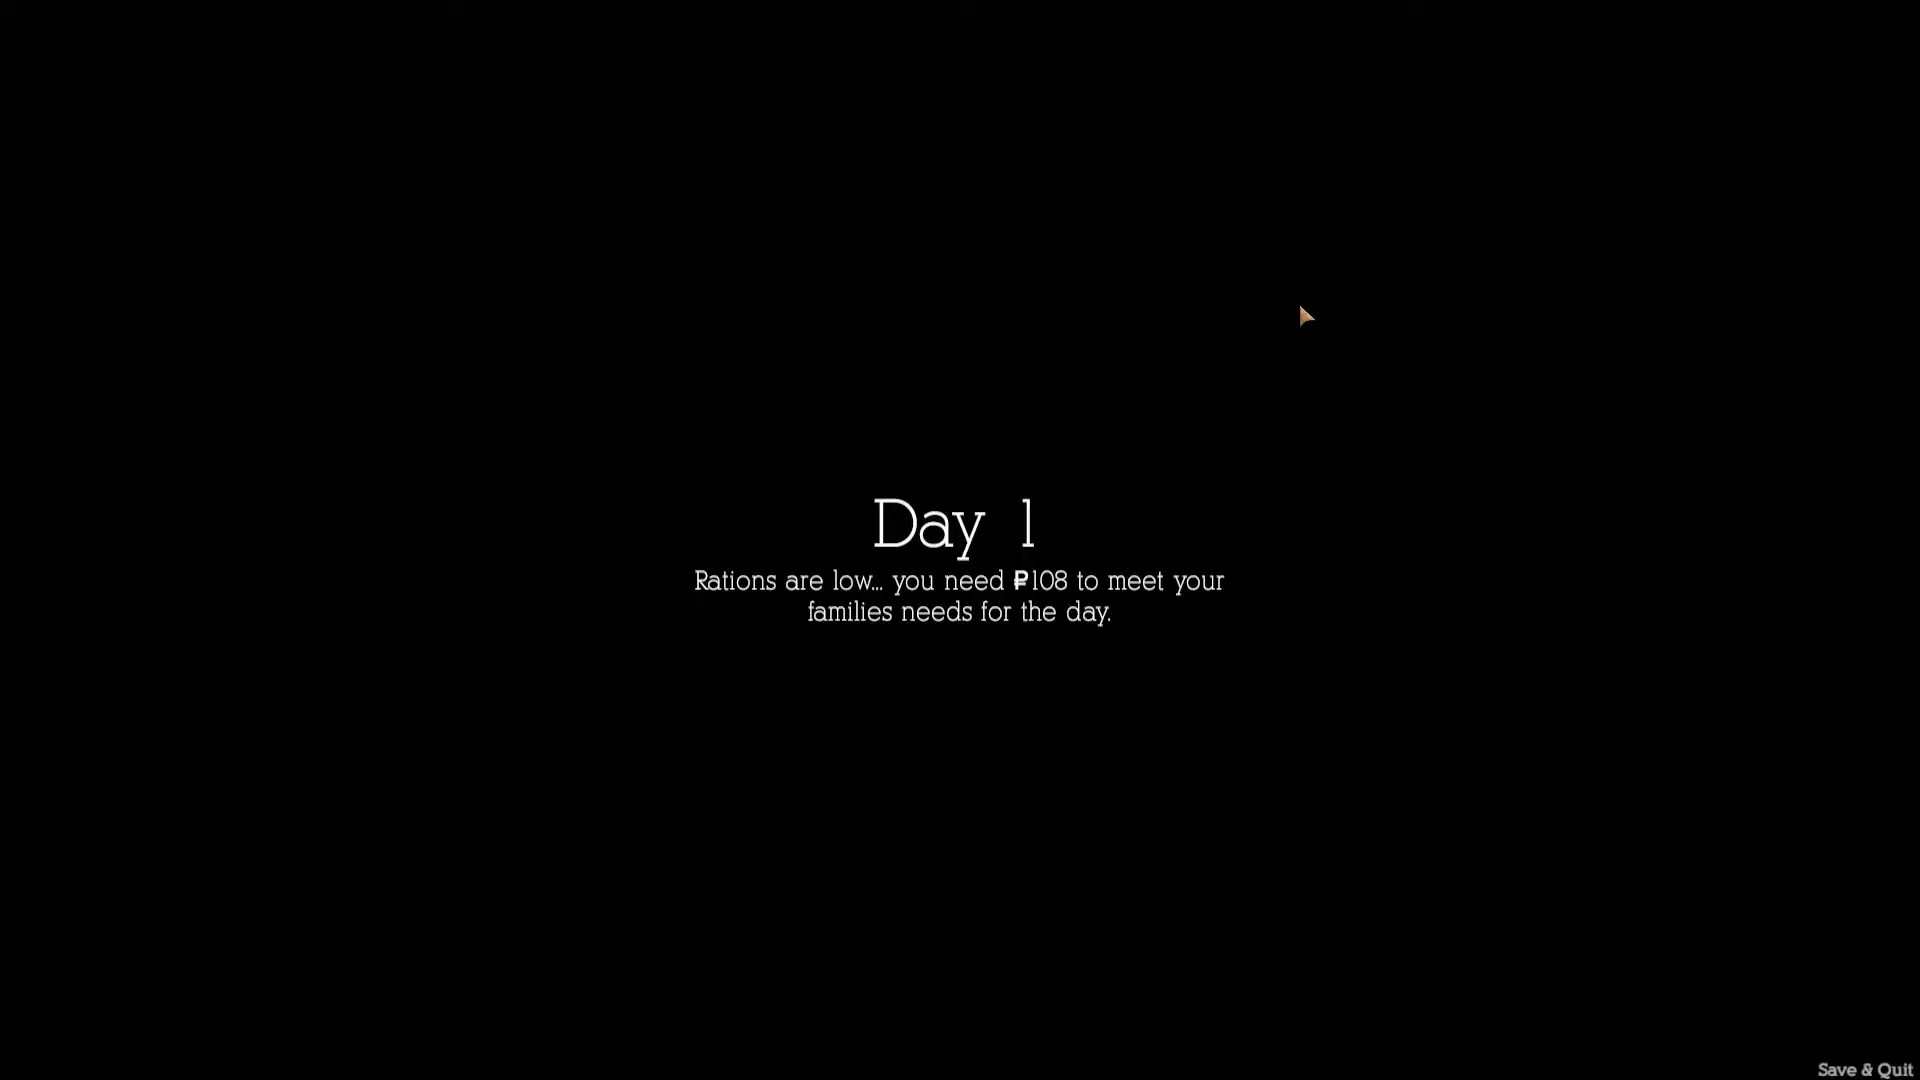 Day 1
Rations are low... you need ₽108 to meet your
families needs for the day.
Save & Quit